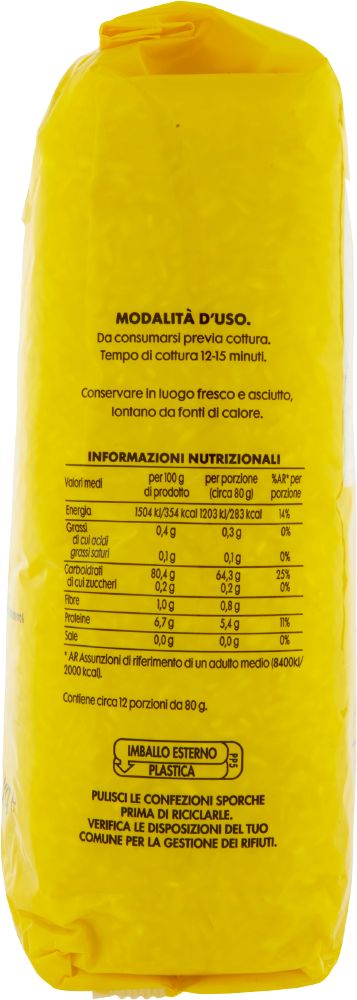 MODALITÀ D'USO.
Da consumarsi previa cottura.
Tempo di cottura 12-15 minuti.
Conservare in luogo fresco e asciutto,
lontano da fonti di calore.
INFORMAZIONI NUTRIZIONALI
Valori medi per 100 g di prodotto per porzione (circa 80 g) %AR* per porzione
Energia 1504 kJ/354 kcal 1203 kJ/283 kcal 14%
Grassi 0,4 g 0,3 g 0%
di cui acidi
grassi saturi 0,1 g 0,1 g 0%
Carboidrati 80,4 g 64,3 g 25%
di cui zuccheri 0,2 g 0,2 g 0%
Fibre 1,0 g 0,8 g
Proteine 6,7 g 5,4 g 11%
Sale 0,0 g 0,0 g 0%
* AR Assunzioni di riferimento di un adulto medio (8400kJ/
2000 kcal).
Contiene circa 12 porzioni da 80 g.
IMBALLO ESTERNO
PLASTICA
PP5
PULISCI LE CONFEZIONI SPORCHE
PRIMA DI RICICLARLE.
VERIFICA LE DISPOSIZIONI DEL TUO
COMUNE PER LA GESTIONE DEI RIFIUTI.